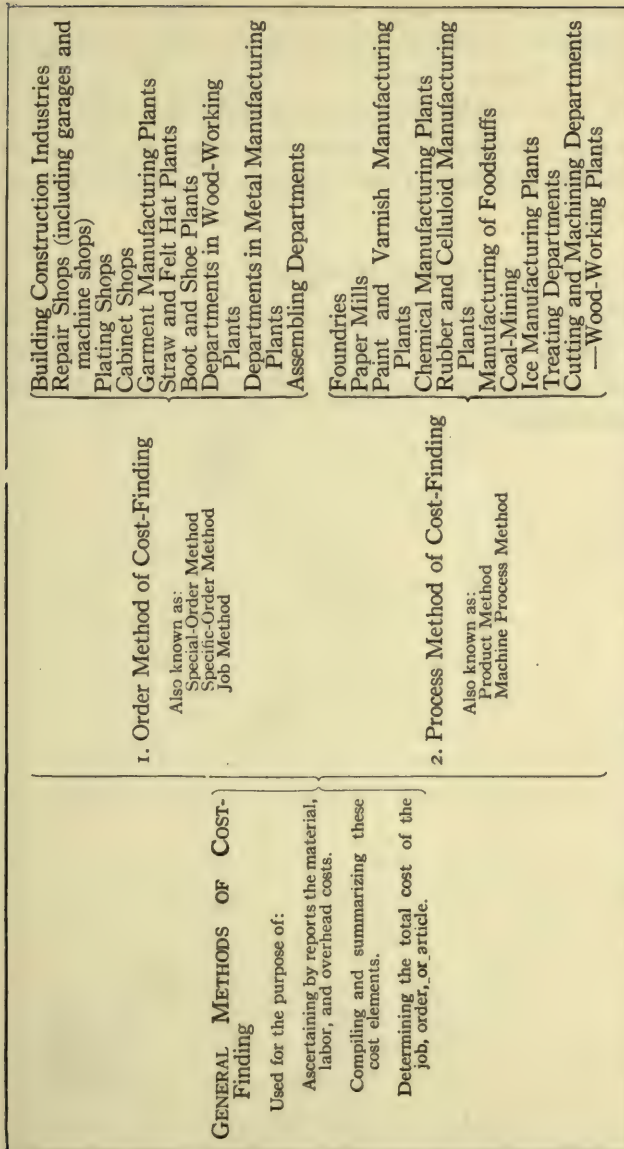 GENERAL METHODS OF COST-
Finding
Used for the purpose of:
Ascertaining by reports the material,
labor, and overhead costs.
Compiling and summarizing these
cost elements.
Determining the total cost of the
job, order, or article.
1. Order Method of Cost-Finding
Also known as:
Special-Order Method
Specific-Order Method
Job Method
Building Construction Industries
Repair Shops (including garages and
machine shops)
Plating Shops
Cabinet Shops
Garment Manufacturing Plants
Straw and Felt Hat Plants
Boot and Shoe Plants
Departments in Wood-Working
Plants
Departments in Metal Manufacturing
Plants
Assembling Departments
2. Process Method of Cost-Finding
Also known as:
Product Method
Machine Process Method
Foundries
Paper Mills
Paint and Varnish Manufacturing
Plants
Chemical Manufacturing Plants
Rubber and Celluloid Manufacturing
Plants
Manufacturing of Foodstuffs
Coal-Mining
Ice Manufacturing Plants
Treating Departments
Cutting and Machining Departments
—Wood-Working Plants